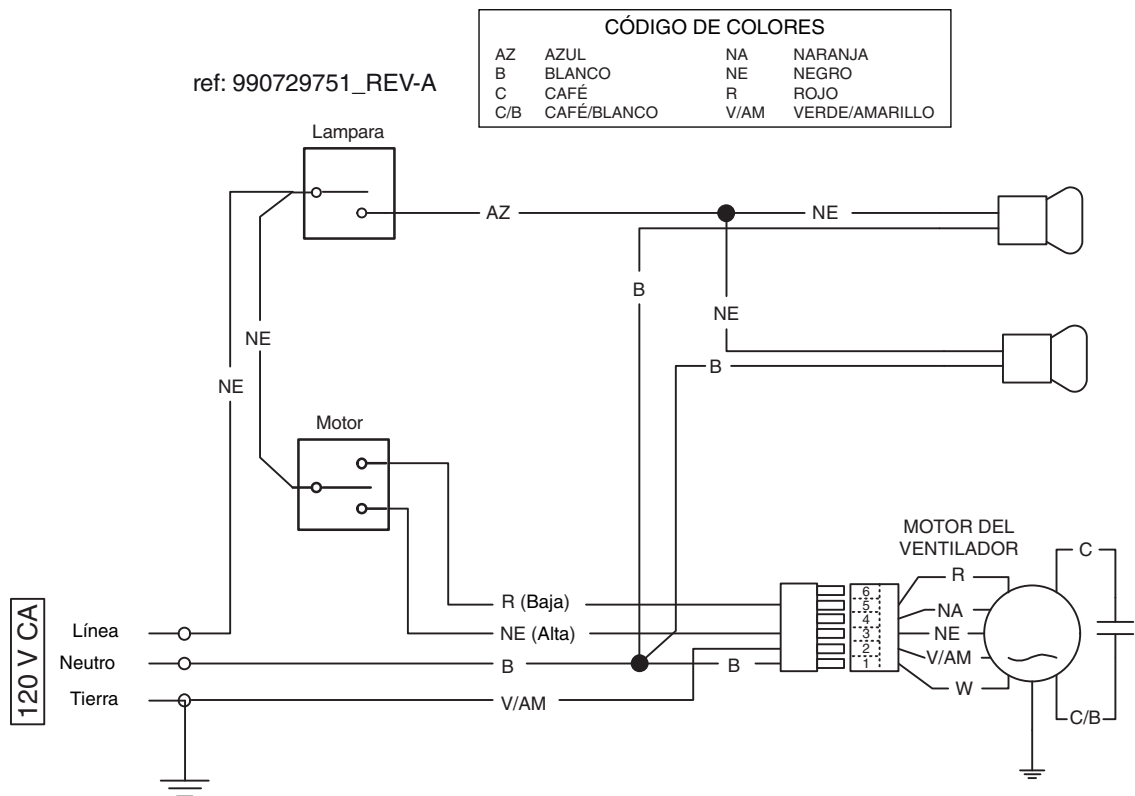 CÓDIGO DE COLORES
AZ AZUL NA NARANJA
B BLANCO NE NEGRO
C CAFÉ R ROJO
C/B CAFÉ/BLANCO V/AM VERDE/AMARILLO
ref: 990729751_REV-A
Lampara
AZ
NE
B
NE
NE
B
NE
Motor
MOTOR DEL
VENTILADOR
C
R
6
5
4
3
2
1
R (Baja)
NA
NE (Alta)
NE
V/AM
B
B
W
V/AM
C/B
120 V CA
Línea
Neutro
Tierra